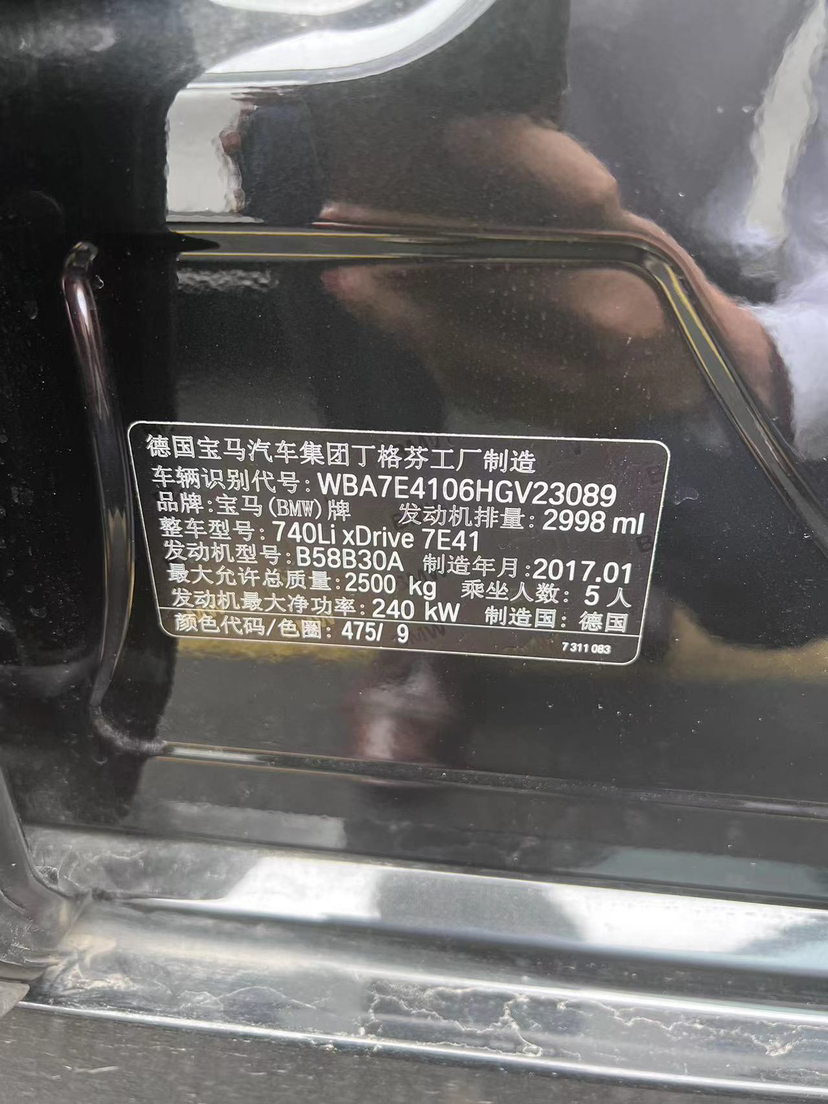 德国宝马汽车集团丁格芬工厂制造
车辆识别代号: WBA7E4106HGV23089
品牌: 宝马(BMW)牌 发动机排量: 2998 ml
整车型号: 740Li xDrive 7E41
发动机型号: B58B30A 制造年月: 2017.01
最大允许总质量: 2500 kg 乘坐人数: 5 人
发动机最大净功率: 240 kW 制造国: 德国
颜色代码/色圈: 475/ 9
7 311 083